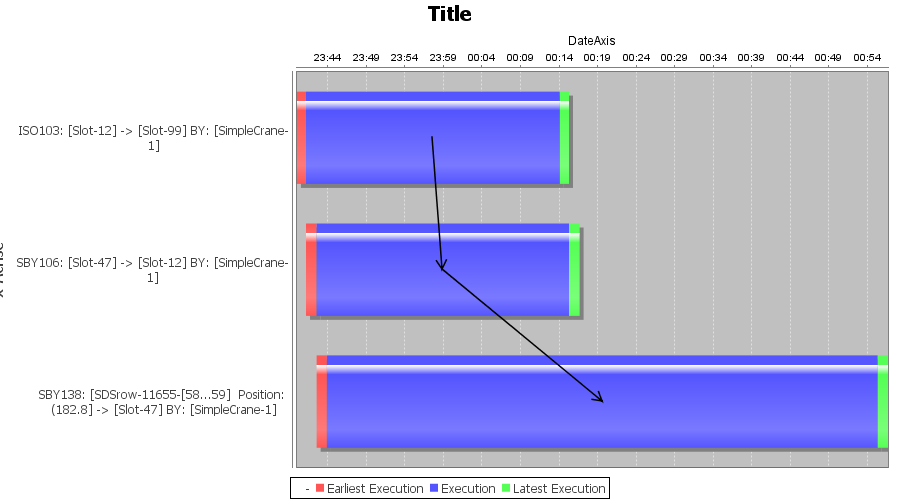 Title
DateAxis
23:44 23:49 23:54 23:59 00:04 00:09 00:14 00:19 00:24 00:29 00:34 00:39 00:44 00:49 00:54
ISO103: [Slot-12] -> [Slot-99] BY: [SimpleCrane-
1]
SBY106: [Slot-47] -> [Slot-12] BY: [SimpleCrane-
1]
SBY138: [SDSrow-11655-[58...59] Position:
(182.8] -> [Slot-47] BY: [SimpleCrane-1]
- Earliest Execution Execution Latest Execution